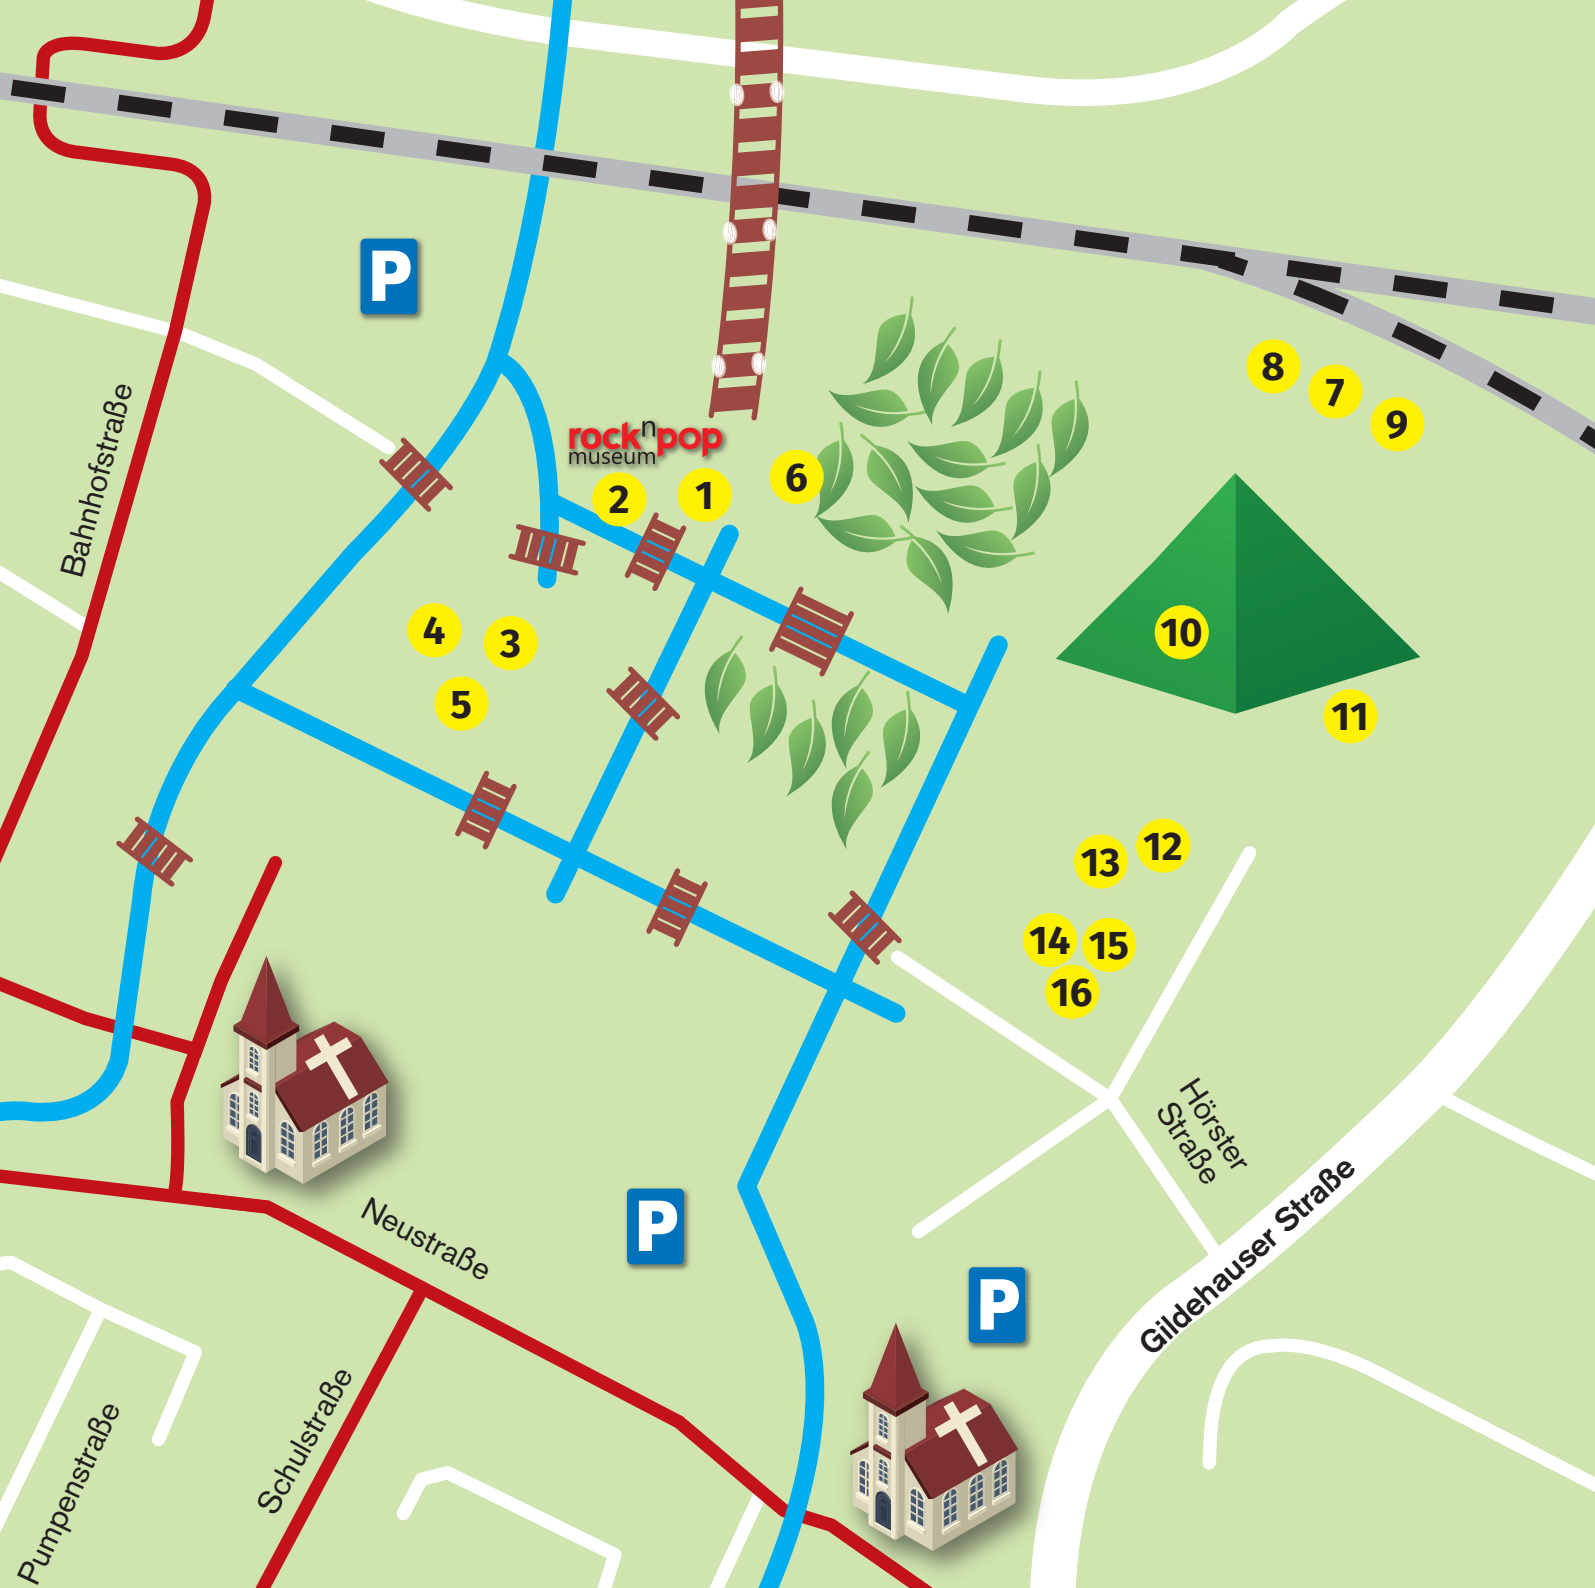 P
8
7
9
rock n pop
museum
6
1
2
Bahnhofstraße
4
3
10
5
11
12
13
14
15
16
Hörster
Straße
Gildehauser Straße
Neustraße
P
P
Schulstraße
Pumpenstraße